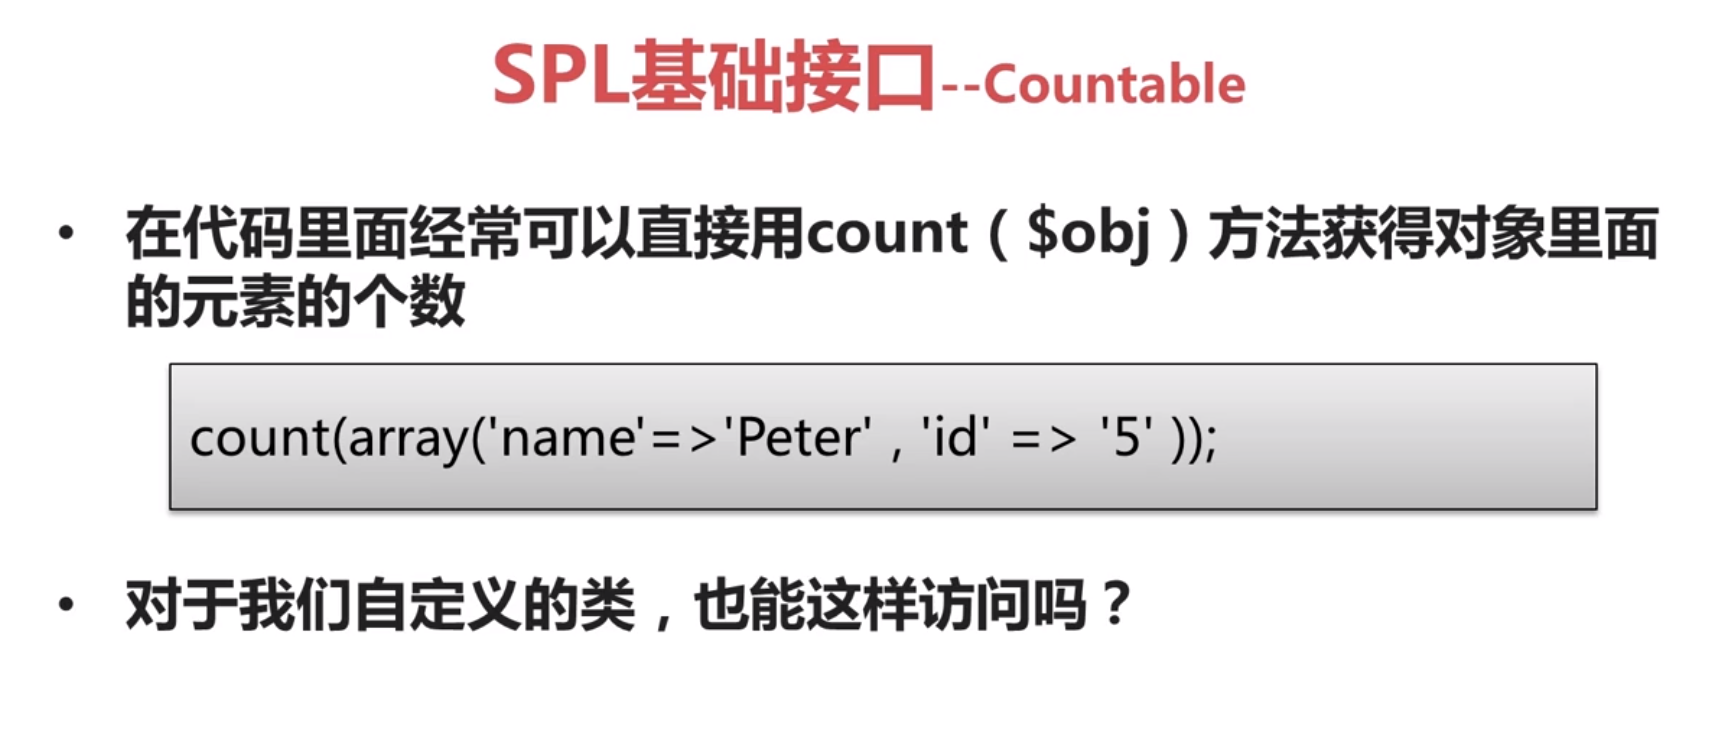 SPL基础接口--Countable
• 在代码里面经常可以直接用count（$obj）方法获得对象里面
的元素的个数
count(array('name'=>'Peter' , 'id' => '5' ));
• 对于我们自定义的类，也能这样访问吗？